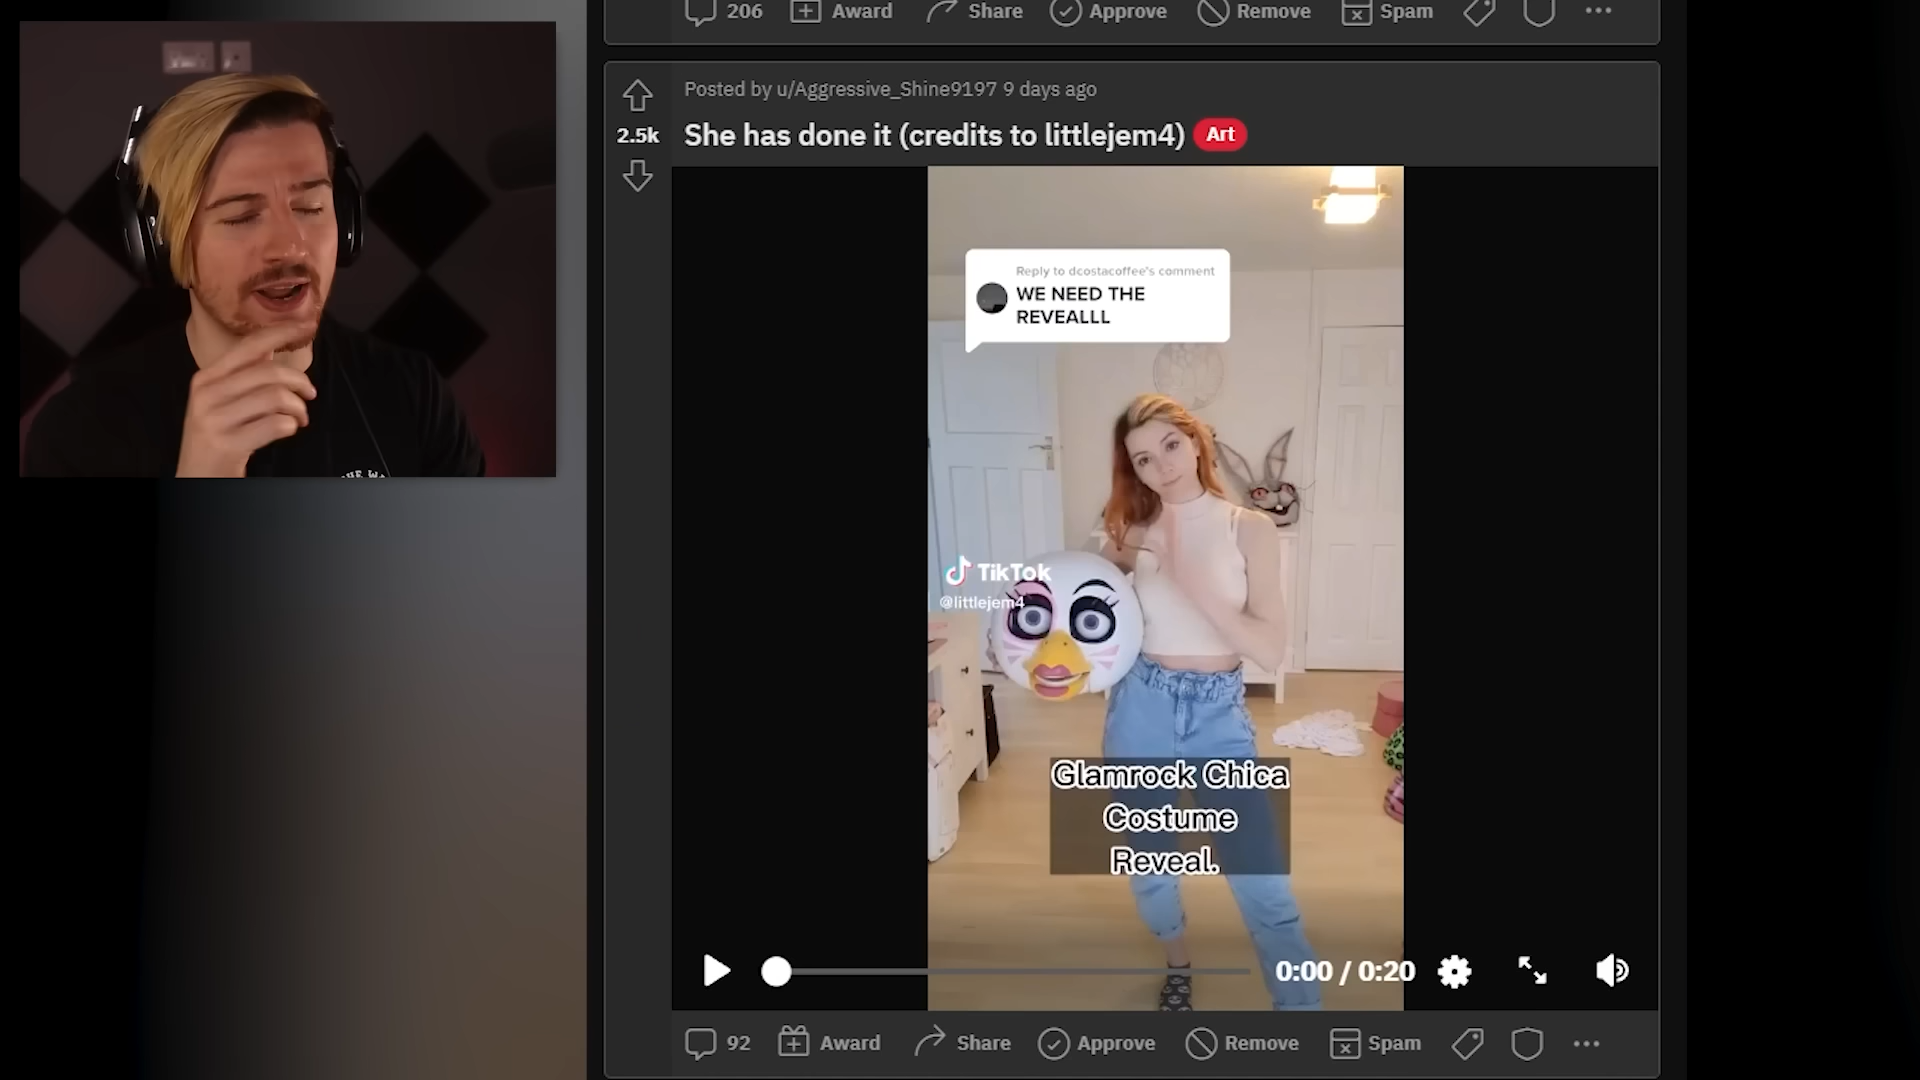 206 Award Share Approve Remove Spam
Posted by u/Aggressive_Shine9197 9 days ago
2.5k She has done it (credits to littlejem4) Art
Reply to dcostacoffee's comment
WE NEED THE
REVEALLL
TikTok
@littlejem4
Glamrock Chica
Costume
Reveal.
0:00 / 0:20
92 Award Share Approve Remove Spam